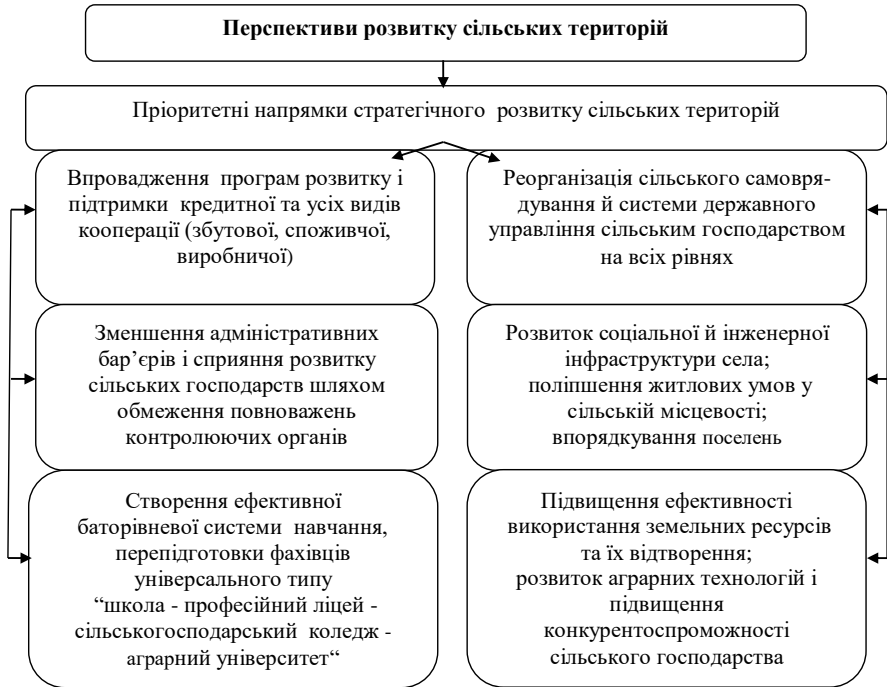 Перспективи розвитку сільських територій
Пріоритетні напрямки стратегічного розвитку сільських територій
Впровадження програм розвитку і
підтримки кредитної та усіх видів
кооперації (збутової, споживчої,
виробничої)
Реорганізація сільського самовря-
дування й системи державного
управління сільським господарством
на всіх рівнях
Зменшення адміністративних
бар’єрів і сприяння розвитку
сільських господарств шляхом
обмеження повноважень
контролюючих органів
Розвиток соціальної й інженерної
інфраструктури села;
поліпшення житлових умов у
сільській місцевості;
впорядкування поселень
Створення ефективної
баторівневої системи навчання,
перепідготовки фахівців
універсального типу
“школа - професійний ліцей -
сільськогосподарський коледж -
аграрний університет“
Підвищення ефективності
використання земельних ресурсів
та їх відтворення;
розвиток аграрних технологій і
підвищення
конкурентоспроможності
сільського господарства